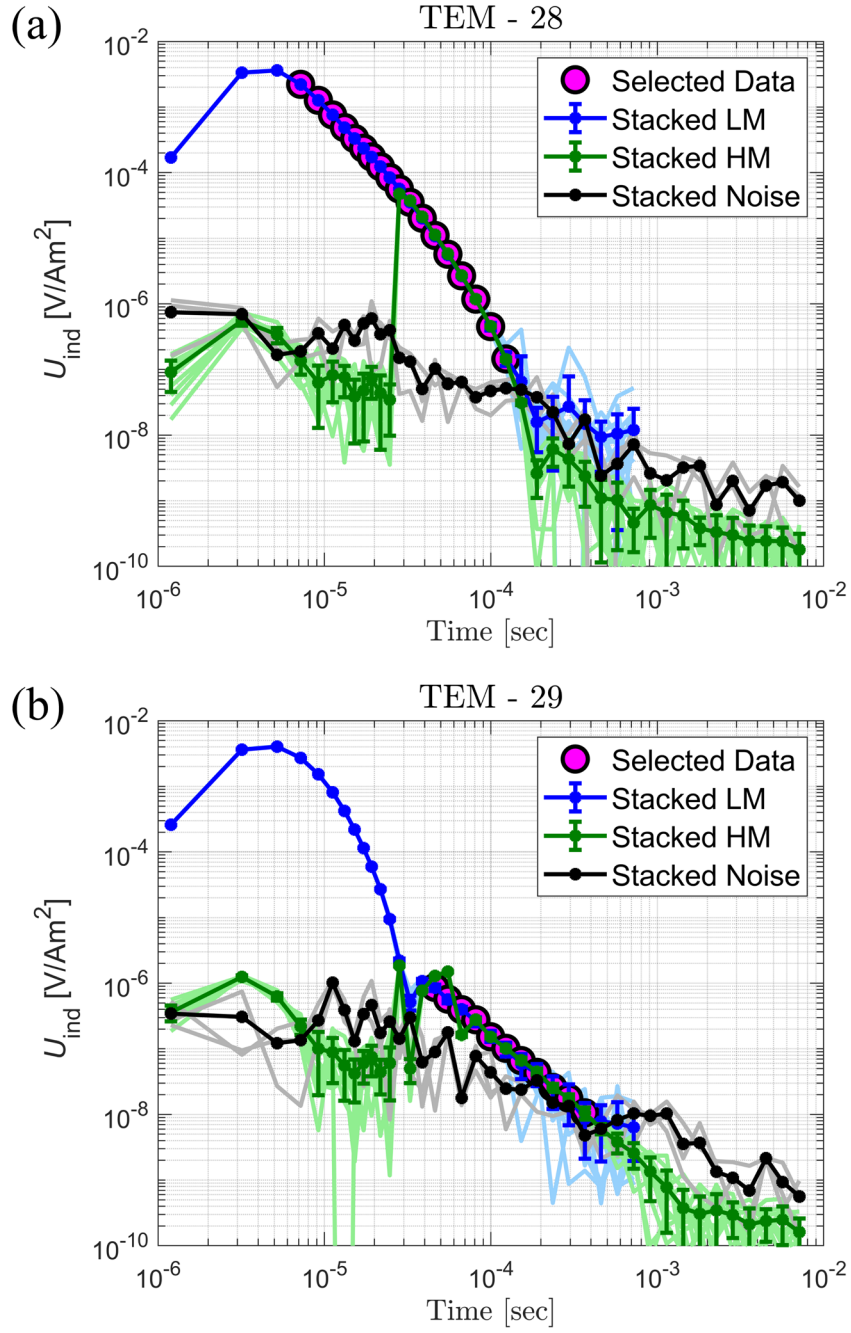 (a)
TEM - 28
10^-2
10^-4
10^-6
10^-8
10^-10
U_ind [V/Am^2]
Selected Data
Stacked LM
Stacked HM
Stacked Noise
10^-6
10^-5
10^-4
10^-3
10^-2
Time [sec]
(b)
TEM - 29
10^-2
10^-4
10^-6
10^-8
10^-10
U_ind [V/Am^2]
Selected Data
Stacked LM
Stacked HM
Stacked Noise
10^-6
10^-5
10^-4
10^-3
10^-2
Time [sec]